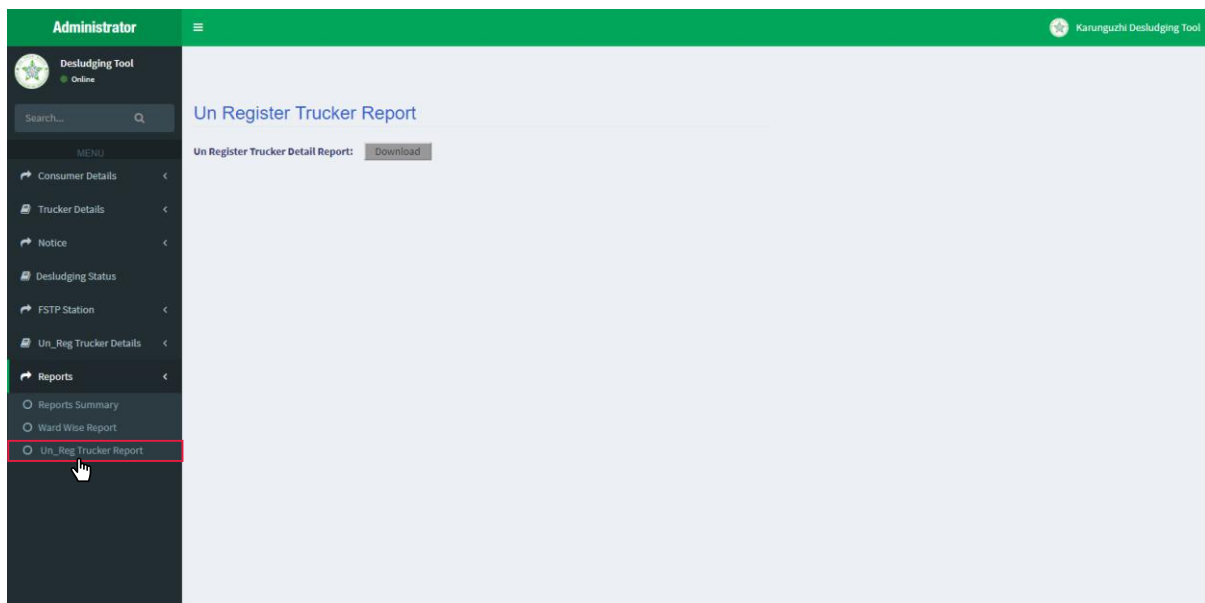 Administrator
Karunguzhi Desludging Tool
Desludging Tool
Online
Search...
MENU
Consumer Details
Trucker Details
Notice
Desludging Status
FSTP Station
Un_Reg Trucker Details
Reports
Reports Summary
Ward Wise Report
Un_Reg Trucker Report
Un Register Trucker Report
Un Register Trucker Detail Report: Download